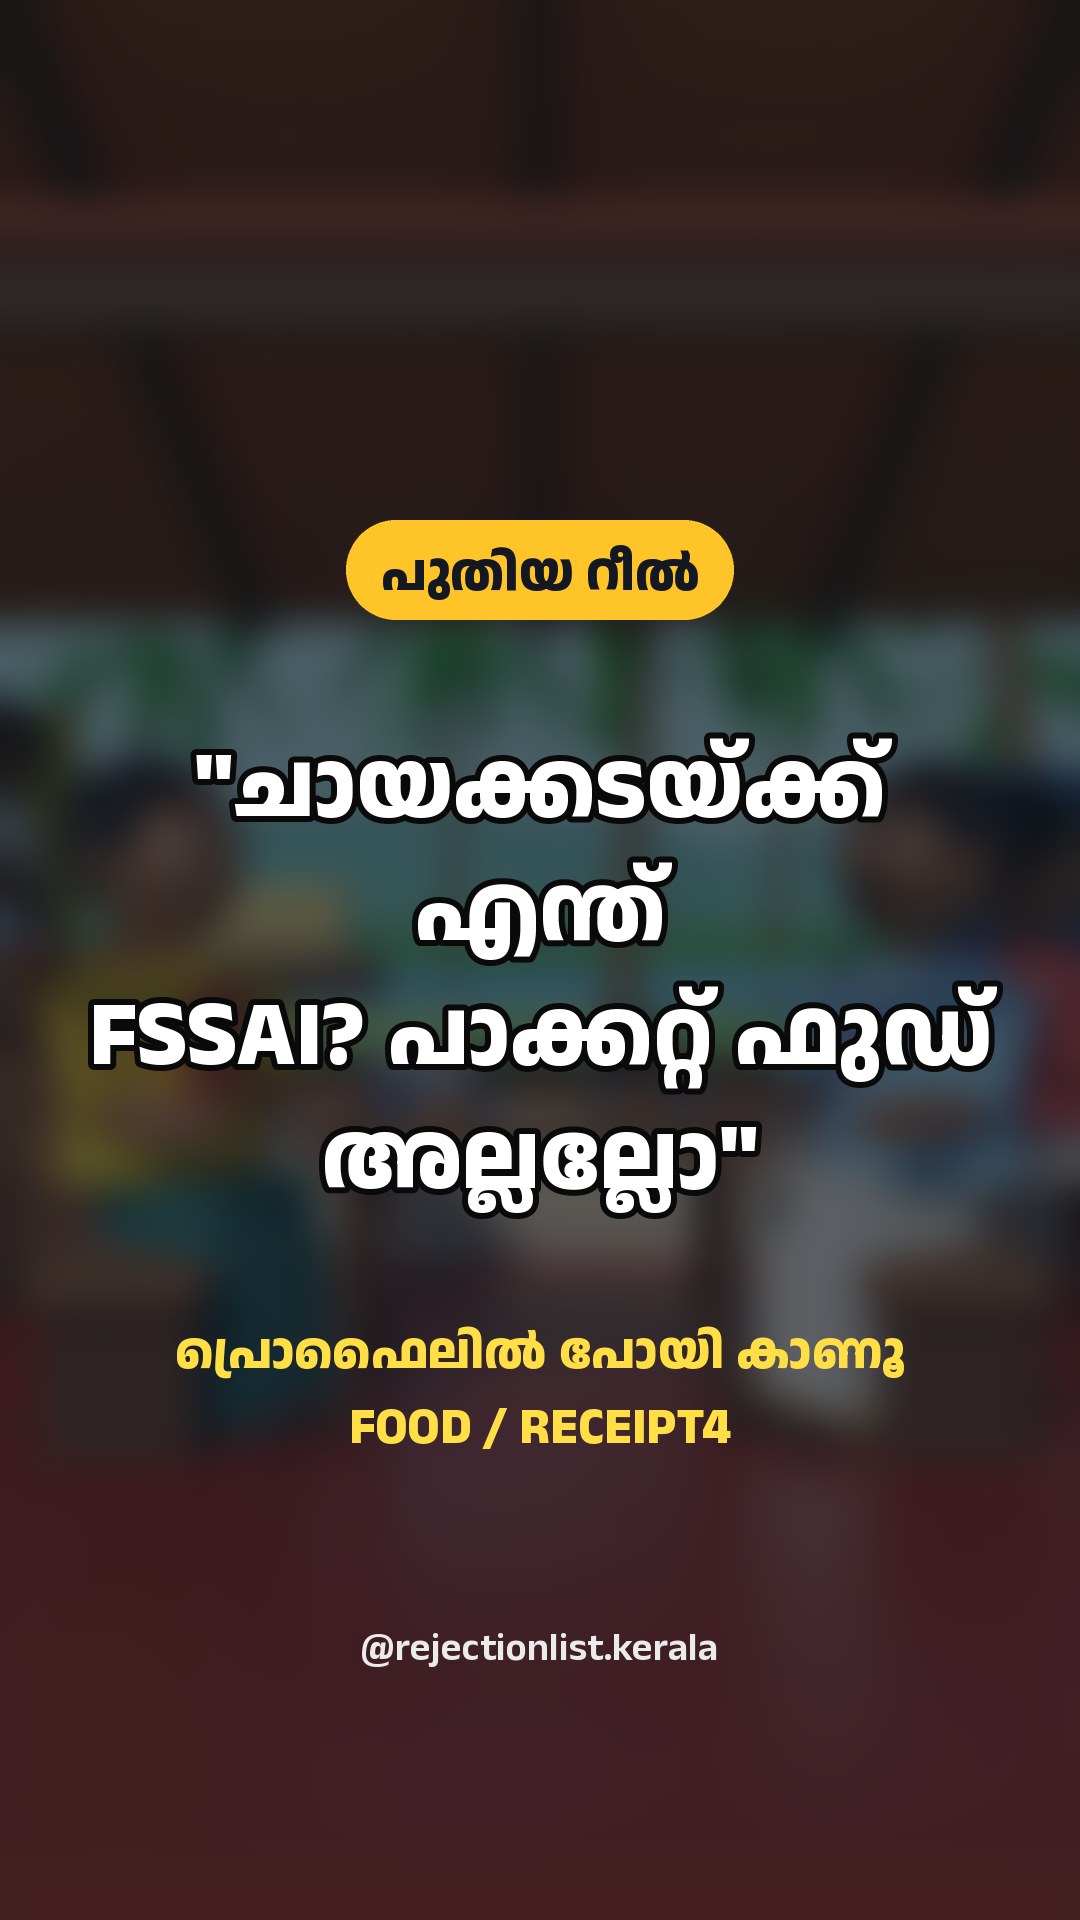 പുതിയ റീൽ
"ചായക്കടയ്ക്ക്
എന്ത്
FSSAI? പാക്കറ്റ് ഫുഡ്
അല്ലല്ലോ"
പ്രൊഫൈലിൽ പോയി കാണൂ
FOOD / RECEIPT4
@rejectionlist.kerala